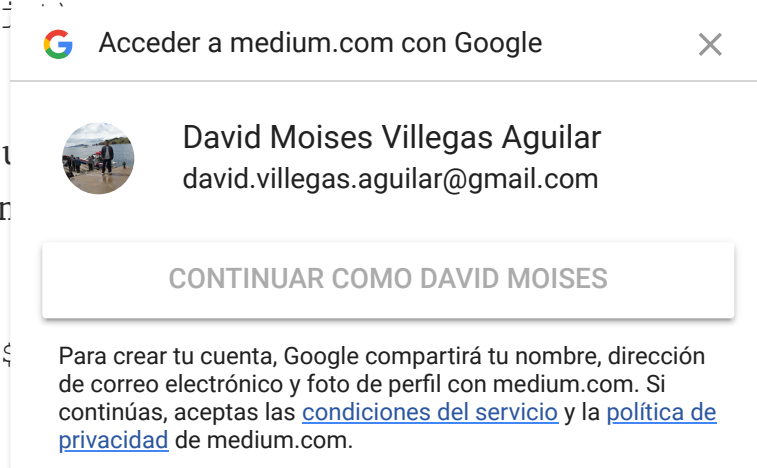 Acceder a medium.com con Google
David Moises Villegas Aguilar
david.villegas.aguilar@gmail.com
CONTINUAR COMO DAVID MOISES
Para crear tu cuenta, Google compartirá tu nombre, dirección
de correo electrónico y foto de perfil con medium.com. Si
continúas, aceptas las condiciones del servicio y la política de
privacidad de medium.com.